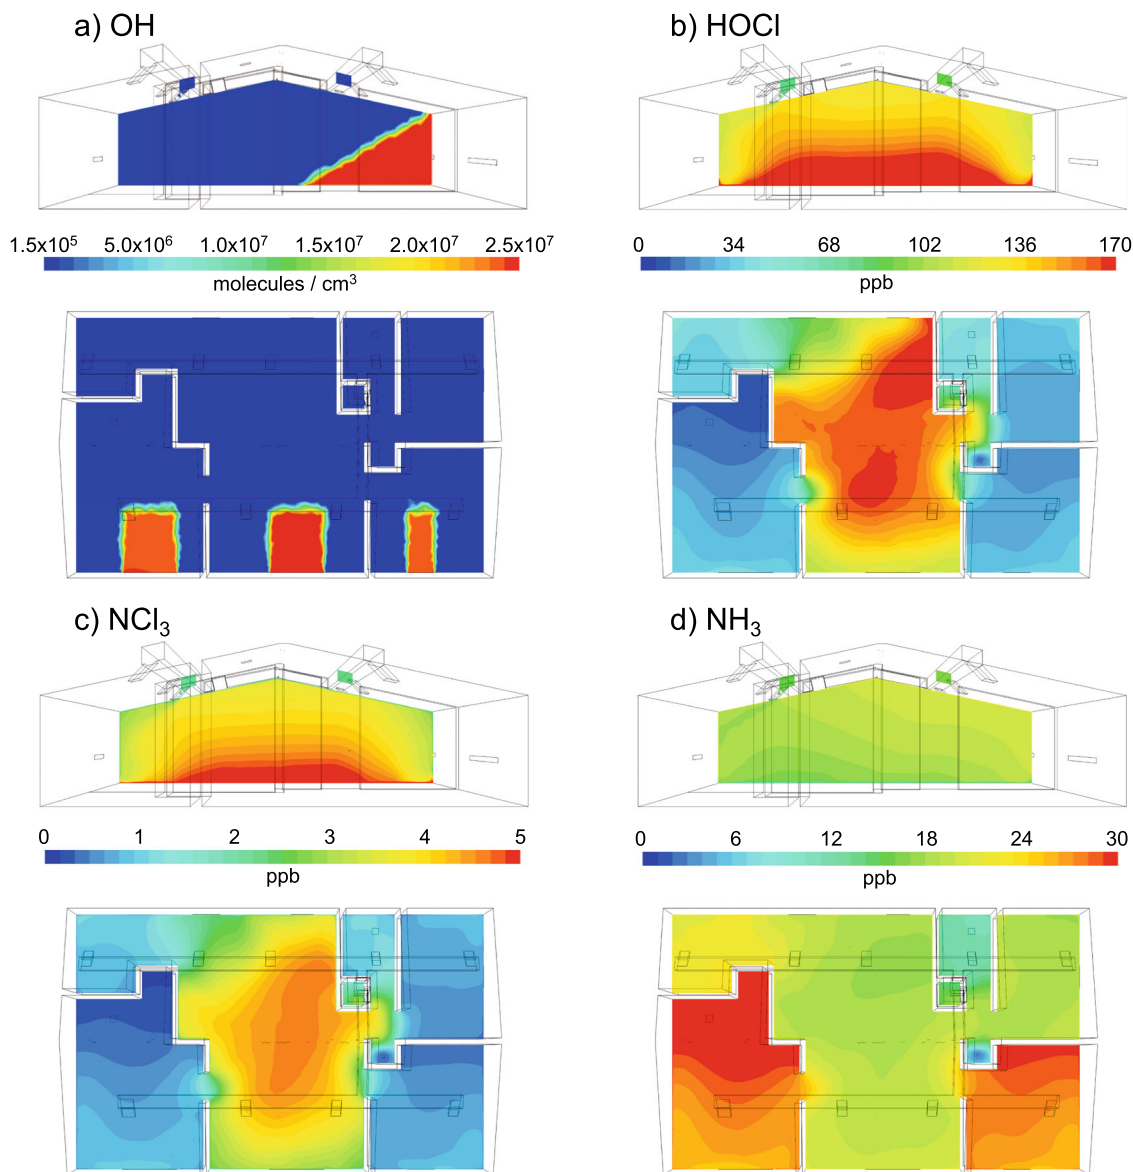 a) OH
b) HOCl
1.5x10⁵ 5.0x10⁶ 1.0x10⁷ 1.5x10⁷ 2.0x10⁷ 2.5x10⁷
molecules / cm³
0 34 68 102 136 170
ppb
c) NCl₃
d) NH₃
0 1 2 3 4 5
ppb
0 6 12 18 24 30
ppb